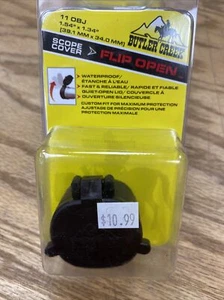 11 OBJ
1.54" x 1.34"
[39.1 MM x 34.0 MM]
BUTLER CREEK
SCOPE
COVER
FLIP OPEN
WATERPROOF/
ÉTANCHE À L'EAU
FAST & RELIABLE/ RAPIDE ET FIABLE
QUIET-OPEN LID/ COUVERCLE À
OUVERTURE SILENCIEUSE
CUSTOM FIT FOR MAXIMUM PROTECTION
AJUSTAGE DE PRÉCISION POUR UNE
PROTECTION MAXIMALE
$10.99